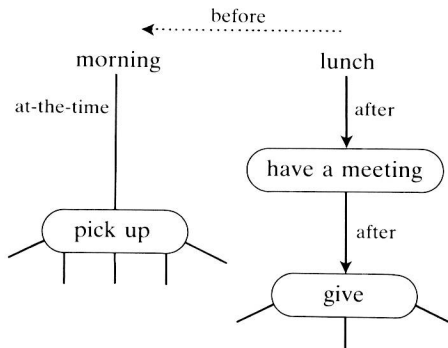 before
morning
lunch
at-the-time
after
have a meeting
pick up
after
give